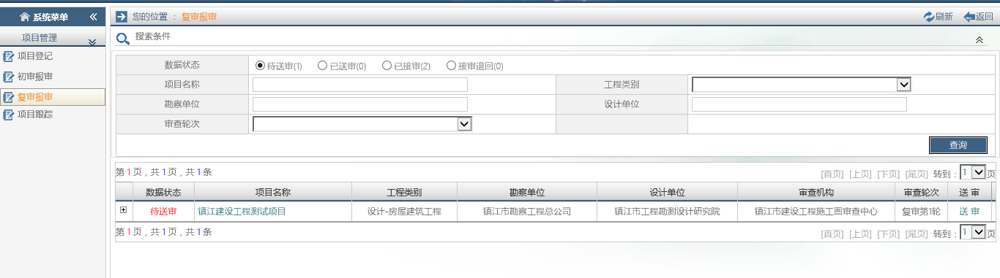 系统菜单 «
您的位置 ： 复审报审 刷新 返回
项目管理
项目登记
初审报审
复审报审
项目跟踪
搜索条件
数据状态 待送审(1) 已送审(0) 已接审(2) 接审退回(0)
项目名称 工程类别
勘察单位 设计单位
审查轮次
查询
第 1 页，共 1 页，共 1 条 [首页] [上页] [下页] [尾页] 转到： 1 页
数据状态 项目名称 工程类别 勘察单位 设计单位 审查机构 审查轮次 送 审
待送审 镇江建设工程测试项目 设计-房屋建筑工程 镇江市勘察工程总公司 镇江市工程勘测设计研究院 镇江市建设工程施工图审查中心 复审第1轮 送 审
第 1 页，共 1 页，共 1 条 [首页] [上页] [下页] [尾页] 转到： 1 页